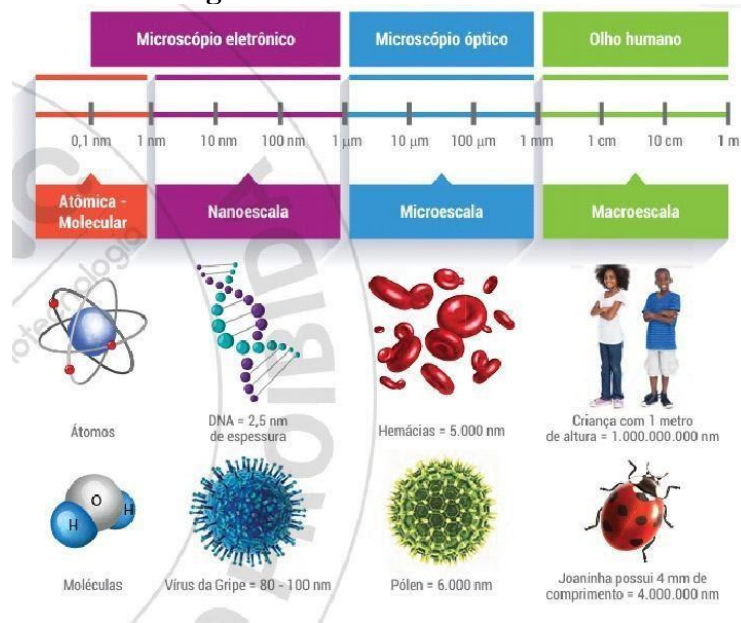 Microscópio eletrônico
Microscópio óptico
Olho humano
0,1 nm
1 nm
10 nm
100 nm
1 µm
10 µm
100 µm
1 mm
1 cm
10 cm
1 m
Atômica -
Molecular
Nanoescala
Microescala
Macroescala
Átomos
DNA = 2,5 nm
de espessura
Hemácias = 5.000 nm
Criança com 1 metro
de altura = 1.000.000.000 nm
O
H
H
Moléculas
Vírus da Gripe = 80 - 100 nm
Pólen = 6.000 nm
Joaninha possui 4 mm de
comprimento = 4.000.000 nm